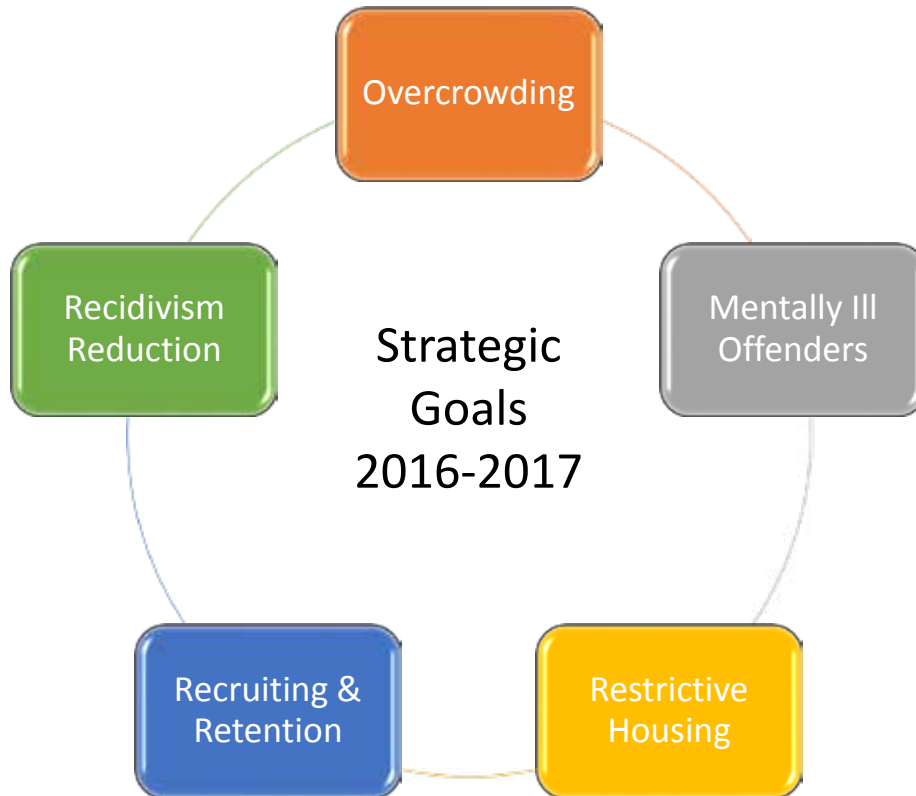 Overcrowding
Mentally Ill
Offenders
Restrictive
Housing
Recruiting &
Retention
Recidivism
Reduction
Strategic
Goals
2016-2017